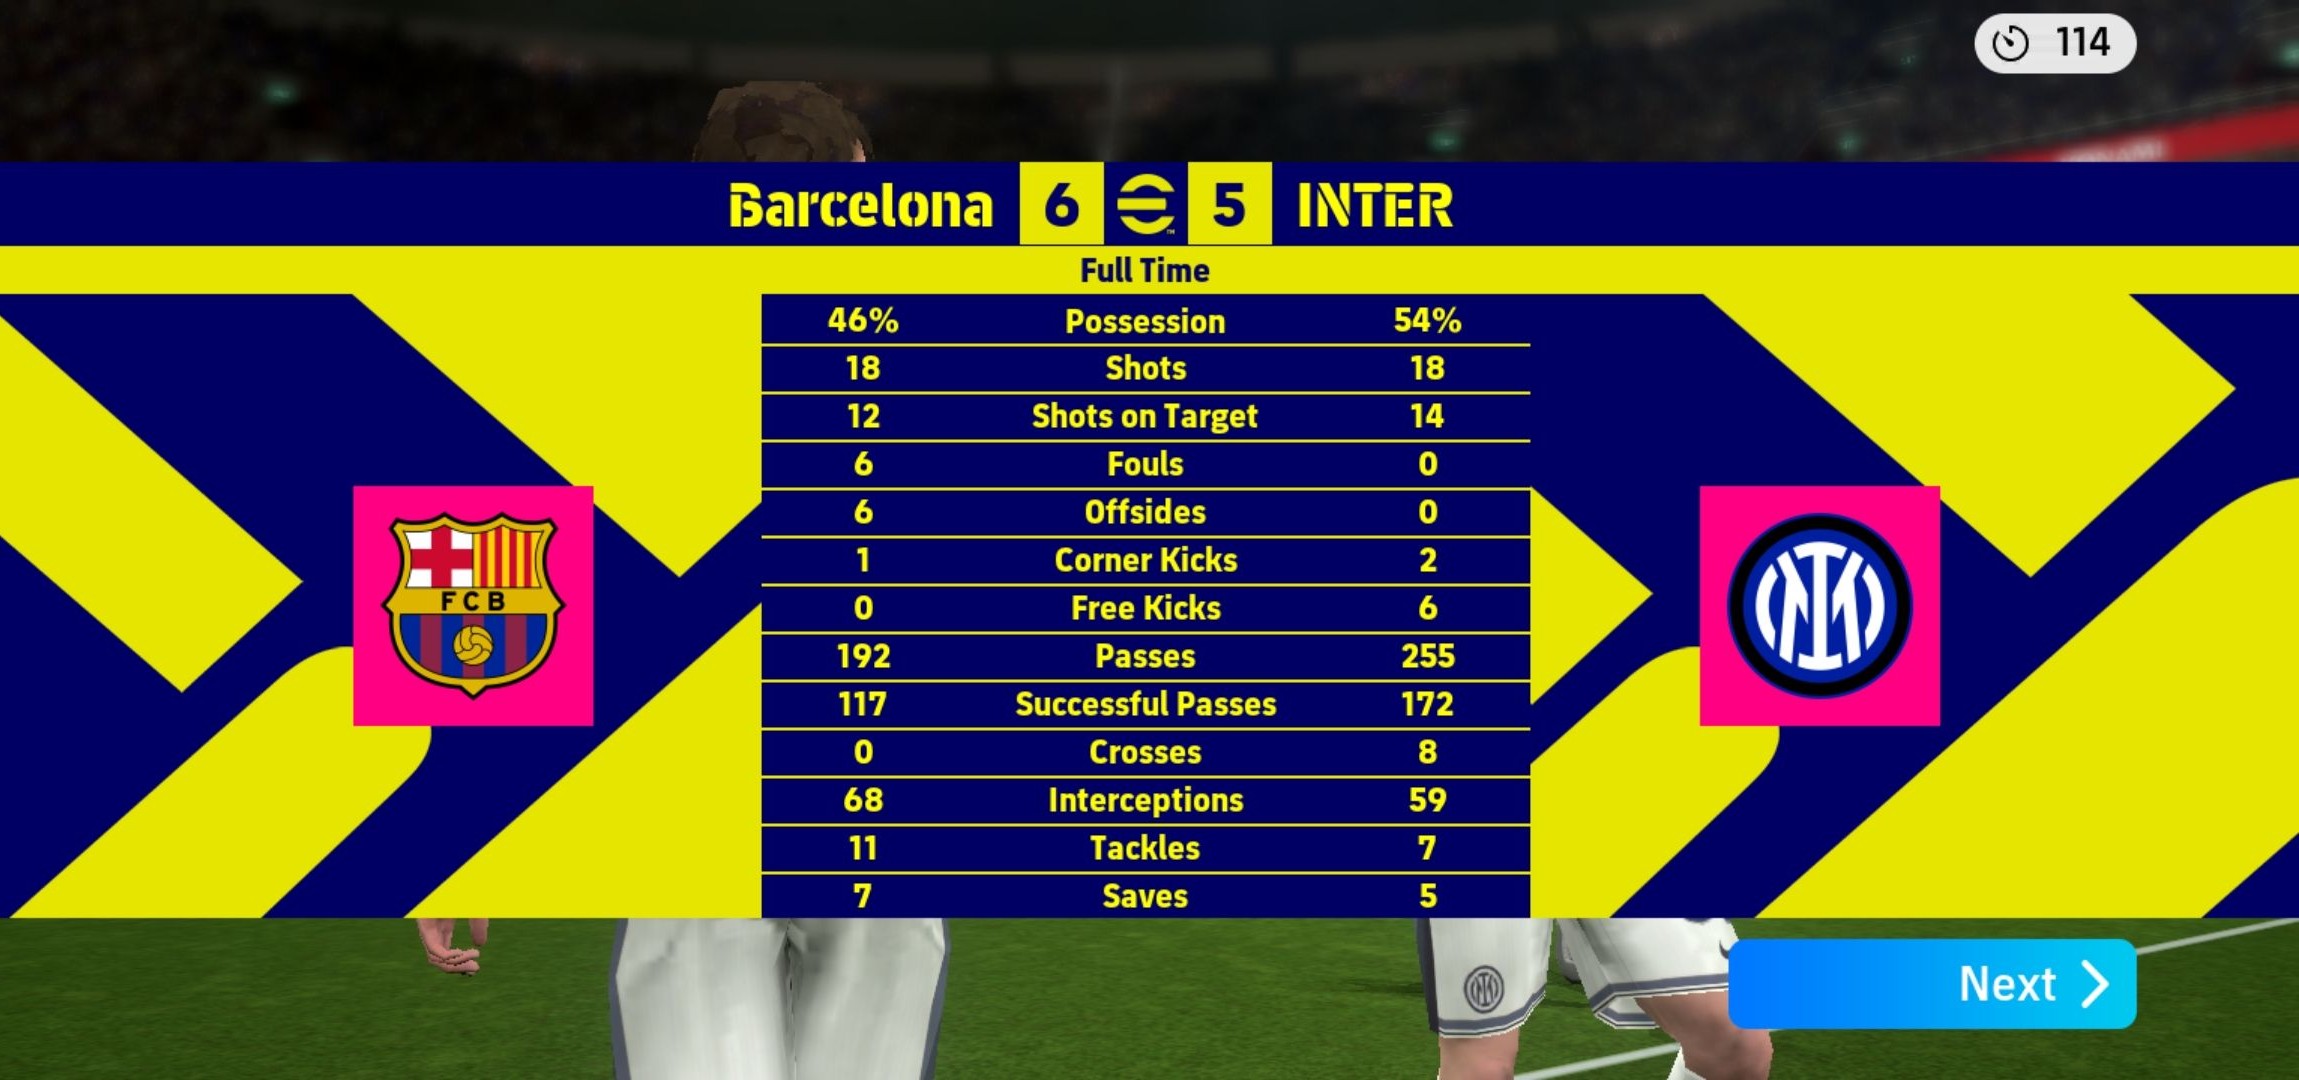 114
Barcelona 6 5 INTER
Full Time
46% Possession 54%
18 Shots 18
12 Shots on Target 14
6 Fouls 0
6 Offsides 0
1 Corner Kicks 2
0 Free Kicks 6
192 Passes 255
117 Successful Passes 172
0 Crosses 8
68 Interceptions 59
11 Tackles 7
7 Saves 5
FCB
Next